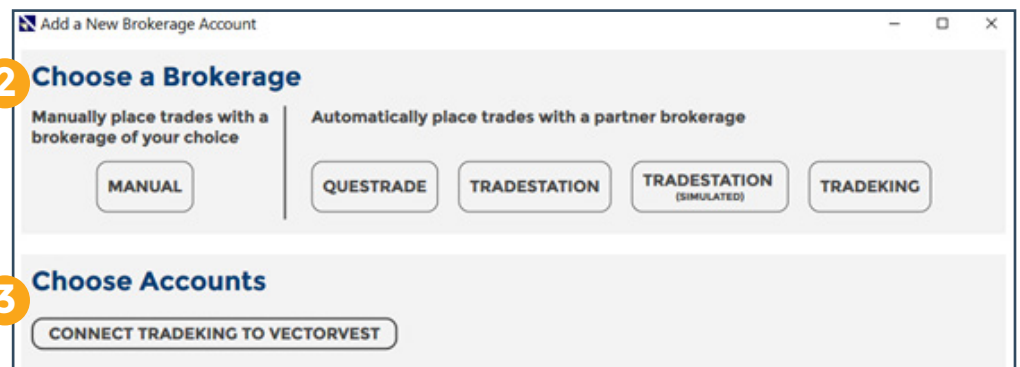 Add a New Brokerage Account
2
Choose a Brokerage
Manually place trades with a
brokerage of your choice
MANUAL
Automatically place trades with a partner brokerage
QUESTRADE
TRADESTATION
TRADESTATION
(SIMULATED)
TRADEKING
3
Choose Accounts
CONNECT TRADEKING TO VECTORVEST